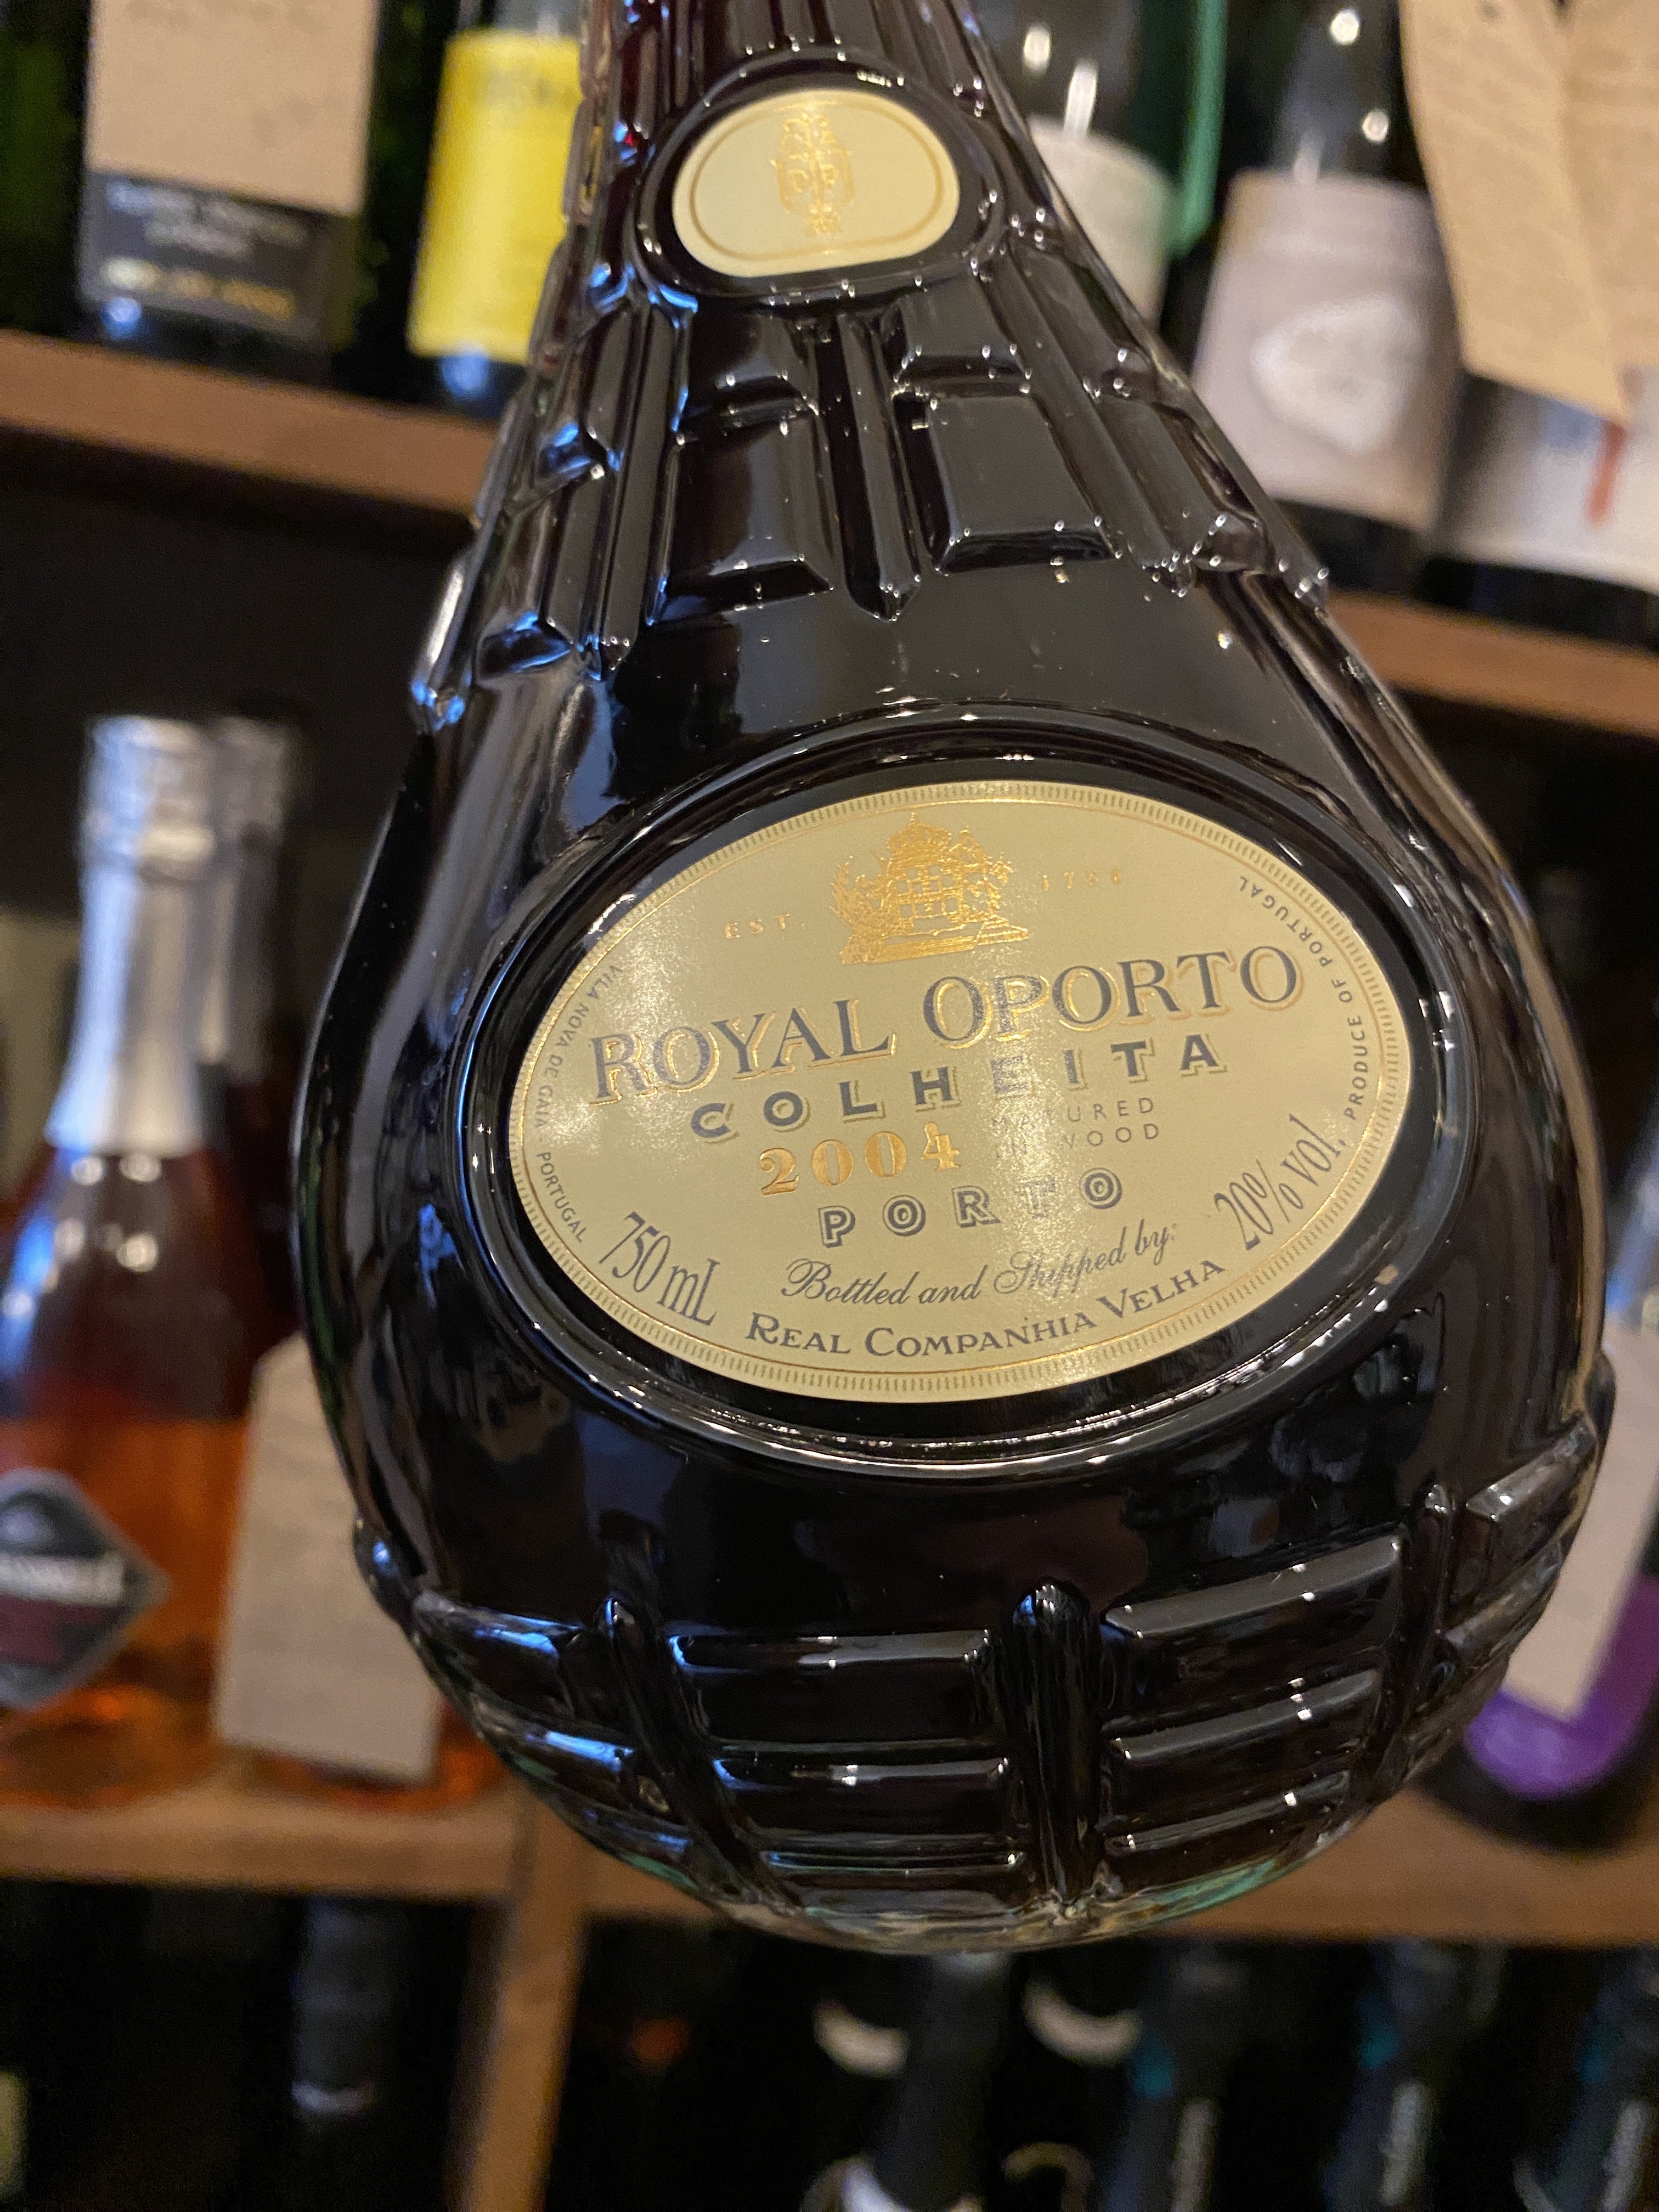 EST. 1756
ROYAL OPORTO
COLHEITA
2004 MATURED
IN WOOD
PORTO
750 mL
Bottled and Shipped by:
20% vol.
REAL COMPANHIA VELHA
VILA NOVA DE GAIA - PORTUGAL
PRODUCE OF PORTUGAL